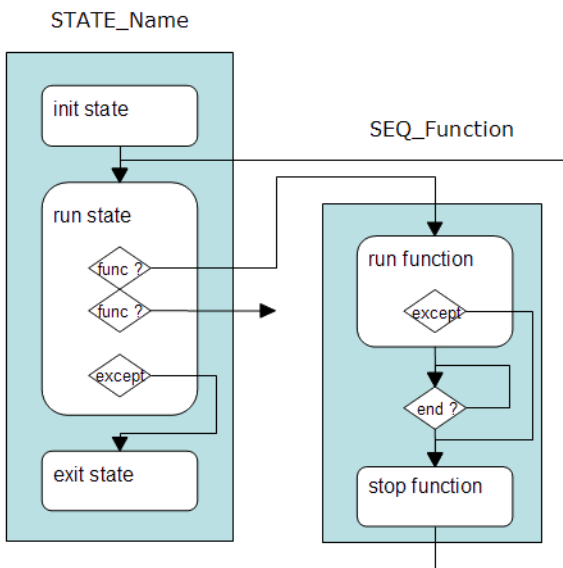 STATE_Name
init state
run state
func ?
func ?
except
exit state
SEQ_Function
run function
except
end ?
stop function